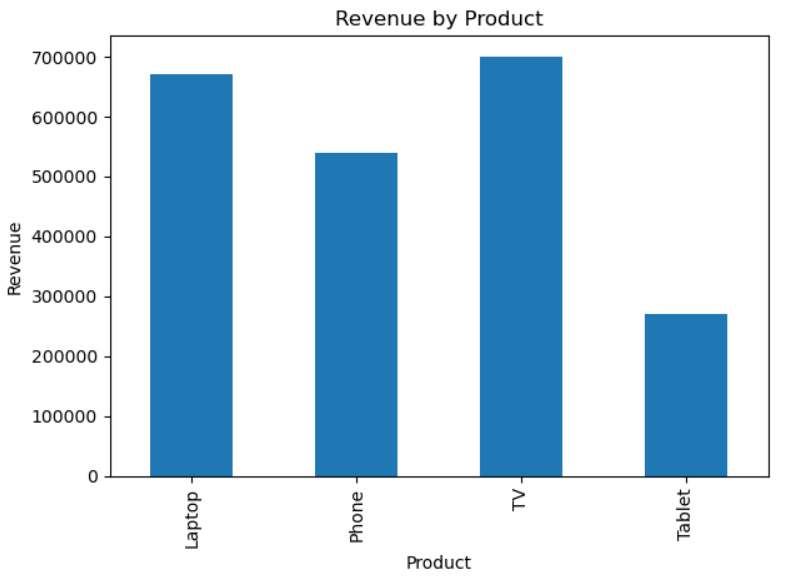 Revenue by Product
Revenue
700000
600000
500000
400000
300000
200000
100000
0
Laptop
Phone
TV
Tablet
Product